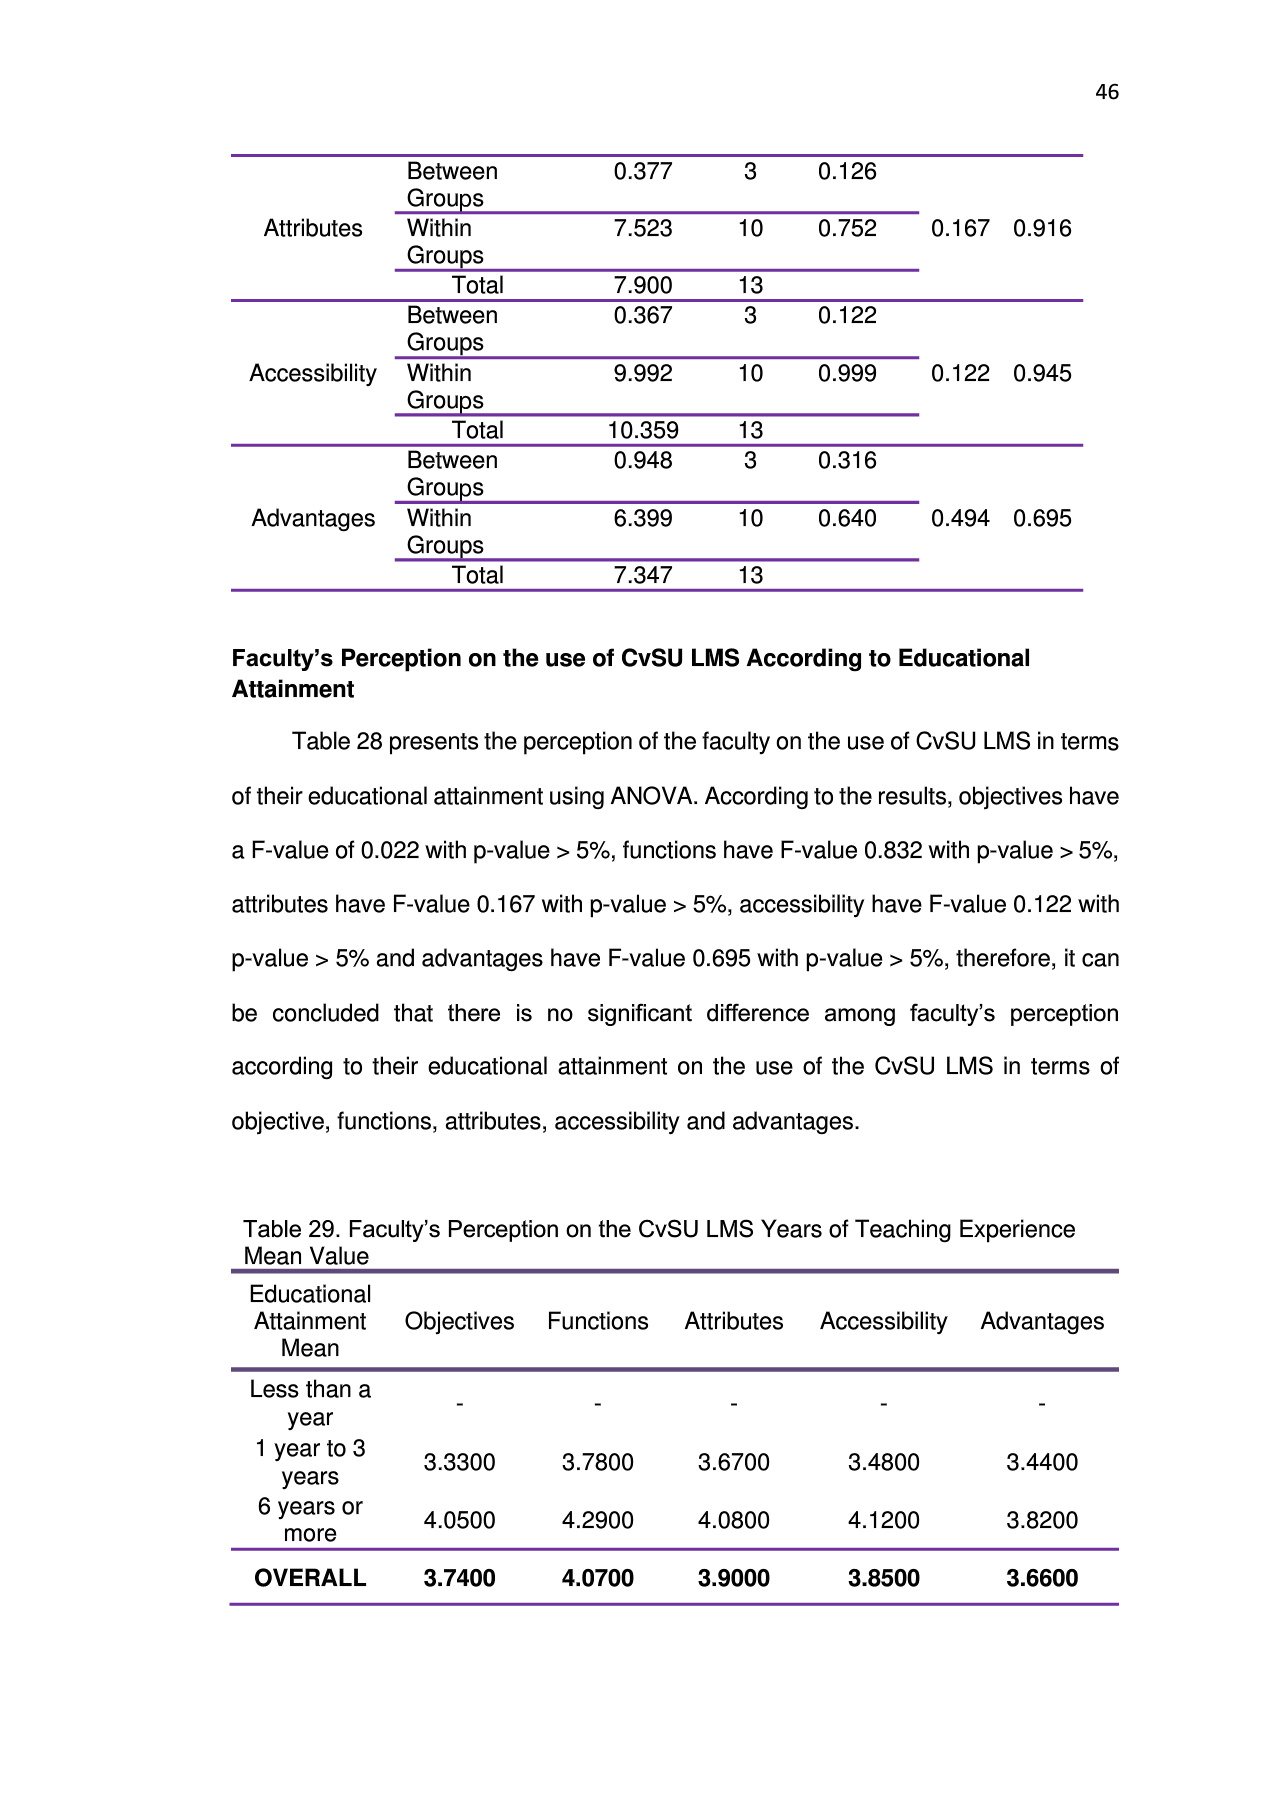 46
Between Groups 0.377 3 0.126
Attributes Within Groups 7.523 10 0.752 0.167 0.916
Total 7.900 13
Between Groups 0.367 3 0.122
Accessibility Within Groups 9.992 10 0.999 0.122 0.945
Total 10.359 13
Between Groups 0.948 3 0.316
Advantages Within Groups 6.399 10 0.640 0.494 0.695
Total 7.347 13
Faculty’s Perception on the use of CvSU LMS According to Educational
Attainment
Table 28 presents the perception of the faculty on the use of CvSU LMS in terms
of their educational attainment using ANOVA. According to the results, objectives have
a F-value of 0.022 with p-value > 5%, functions have F-value 0.832 with p-value > 5%,
attributes have F-value 0.167 with p-value > 5%, accessibility have F-value 0.122 with
p-value > 5% and advantages have F-value 0.695 with p-value > 5%, therefore, it can
be concluded that there is no significant difference among faculty’s perception
according to their educational attainment on the use of the CvSU LMS in terms of
objective, functions, attributes, accessibility and advantages.
Table 29. Faculty’s Perception on the CvSU LMS Years of Teaching Experience
Mean Value
Educational Attainment Mean Objectives Functions Attributes Accessibility Advantages
Less than a year - - - - -
1 year to 3 years 3.3300 3.7800 3.6700 3.4800 3.4400
6 years or more 4.0500 4.2900 4.0800 4.1200 3.8200
OVERALL 3.7400 4.0700 3.9000 3.8500 3.6600